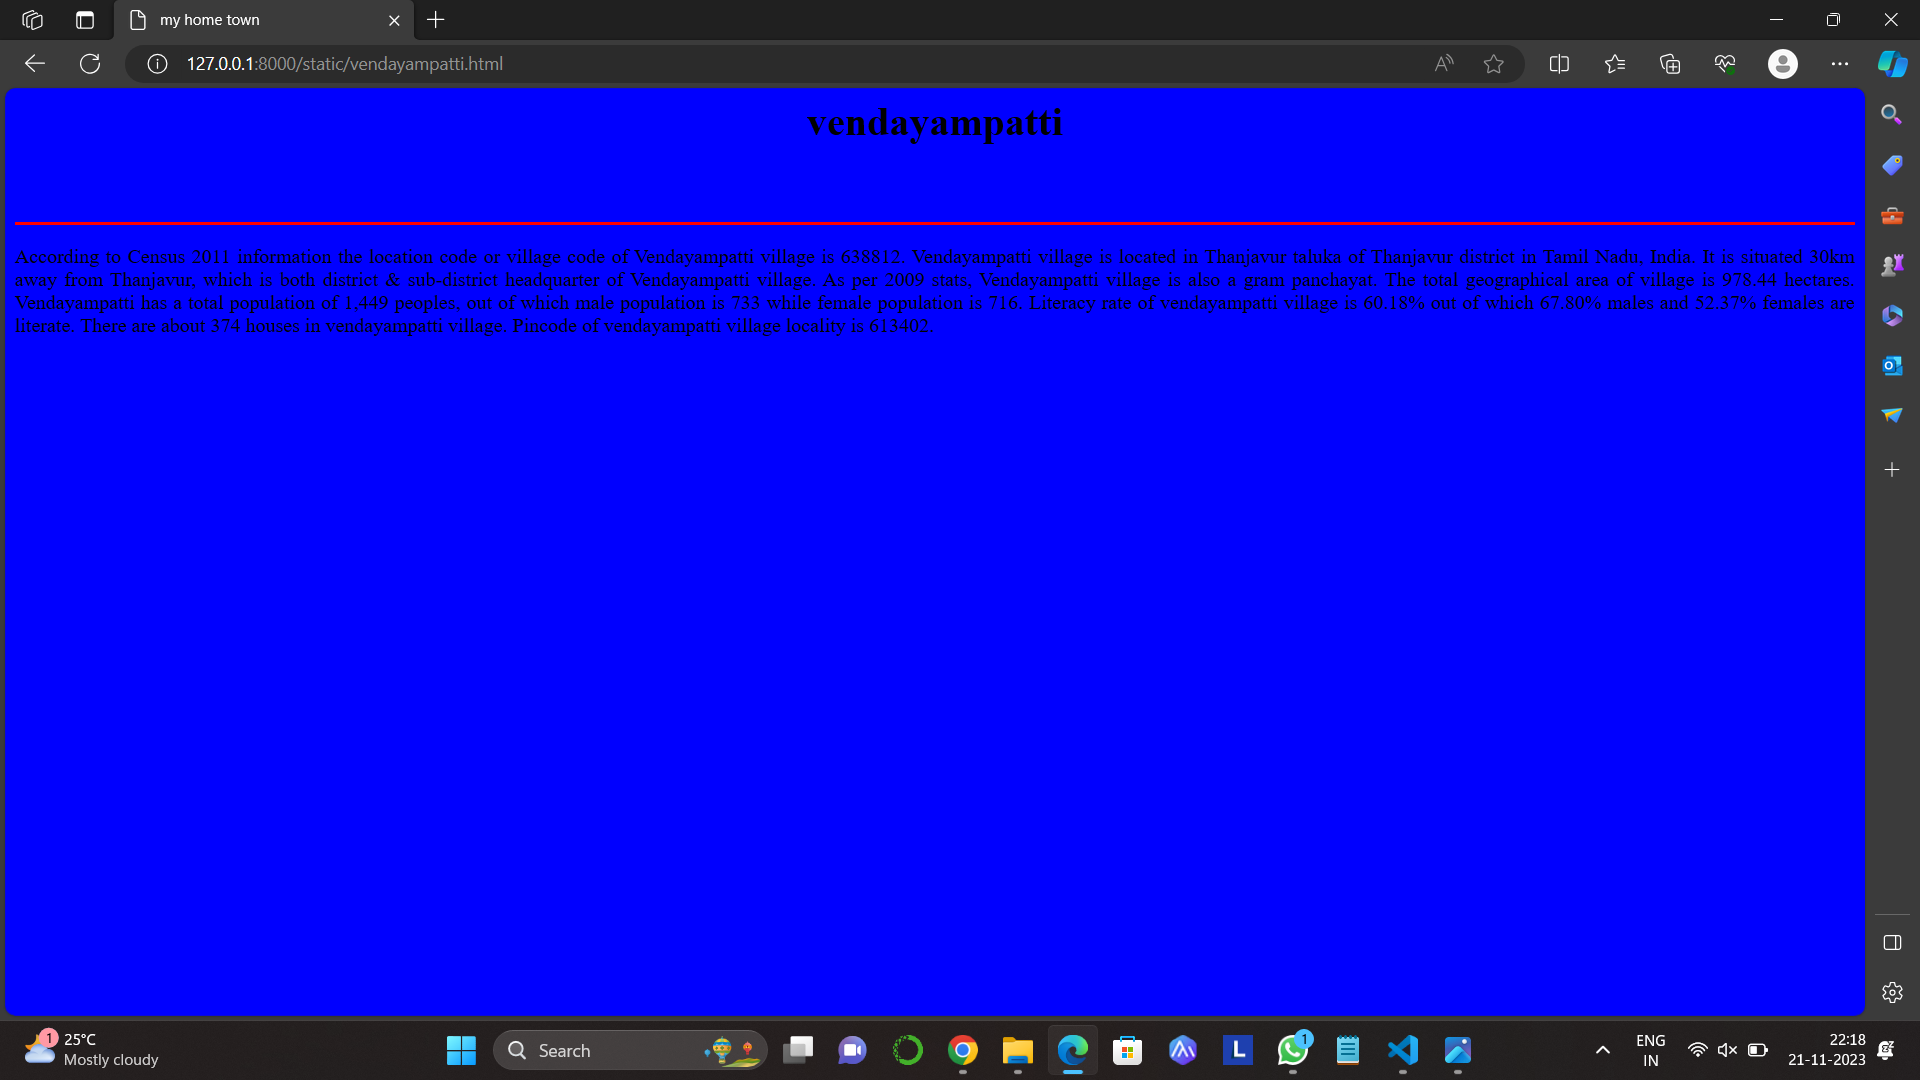 my home town
127.0.0.1:8000/static/vendayampatti.html
vendayampatti
According to Census 2011 information the location code or village code of Vendayampatti village is 638812. Vendayampatti village is located in Thanjavur taluka of Thanjavur district in Tamil Nadu, India. It is situated 30km
away from Thanjavur, which is both district & sub-district headquarter of Vendayampatti village. As per 2009 stats, Vendayampatti village is also a gram panchayat. The total geographical area of village is 978.44 hectares.
Vendayampatti has a total population of 1,449 peoples, out of which male population is 733 while female population is 716. Literacy rate of vendayampatti village is 60.18% out of which 67.80% males and 52.37% females are
literate. There are about 374 houses in vendayampatti village. Pincode of vendayampatti village locality is 613402.
1
25°C
Mostly cloudy
Search
L
1
ENG
IN
22:18
21-11-2023